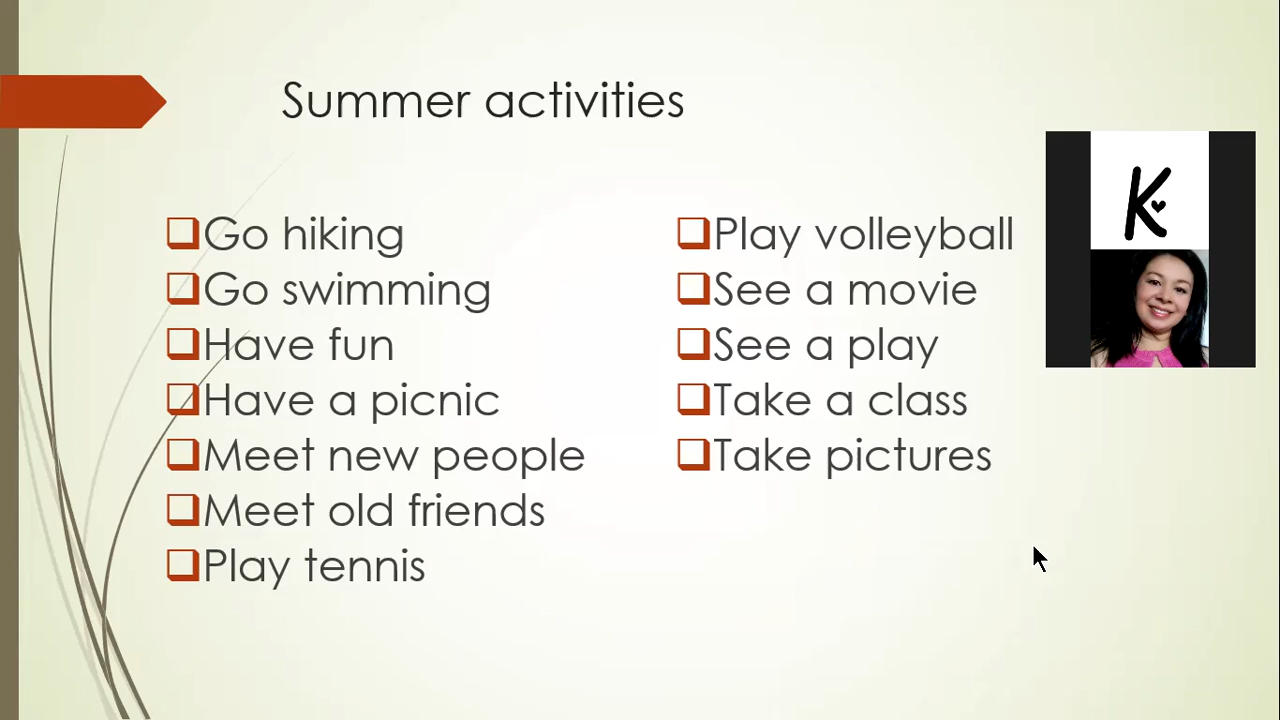 Summer activities
Go hiking
Go swimming
Have fun
Have a picnic
Meet new people
Meet old friends
Play tennis
Play volleyball
See a movie
See a play
Take a class
Take pictures
K